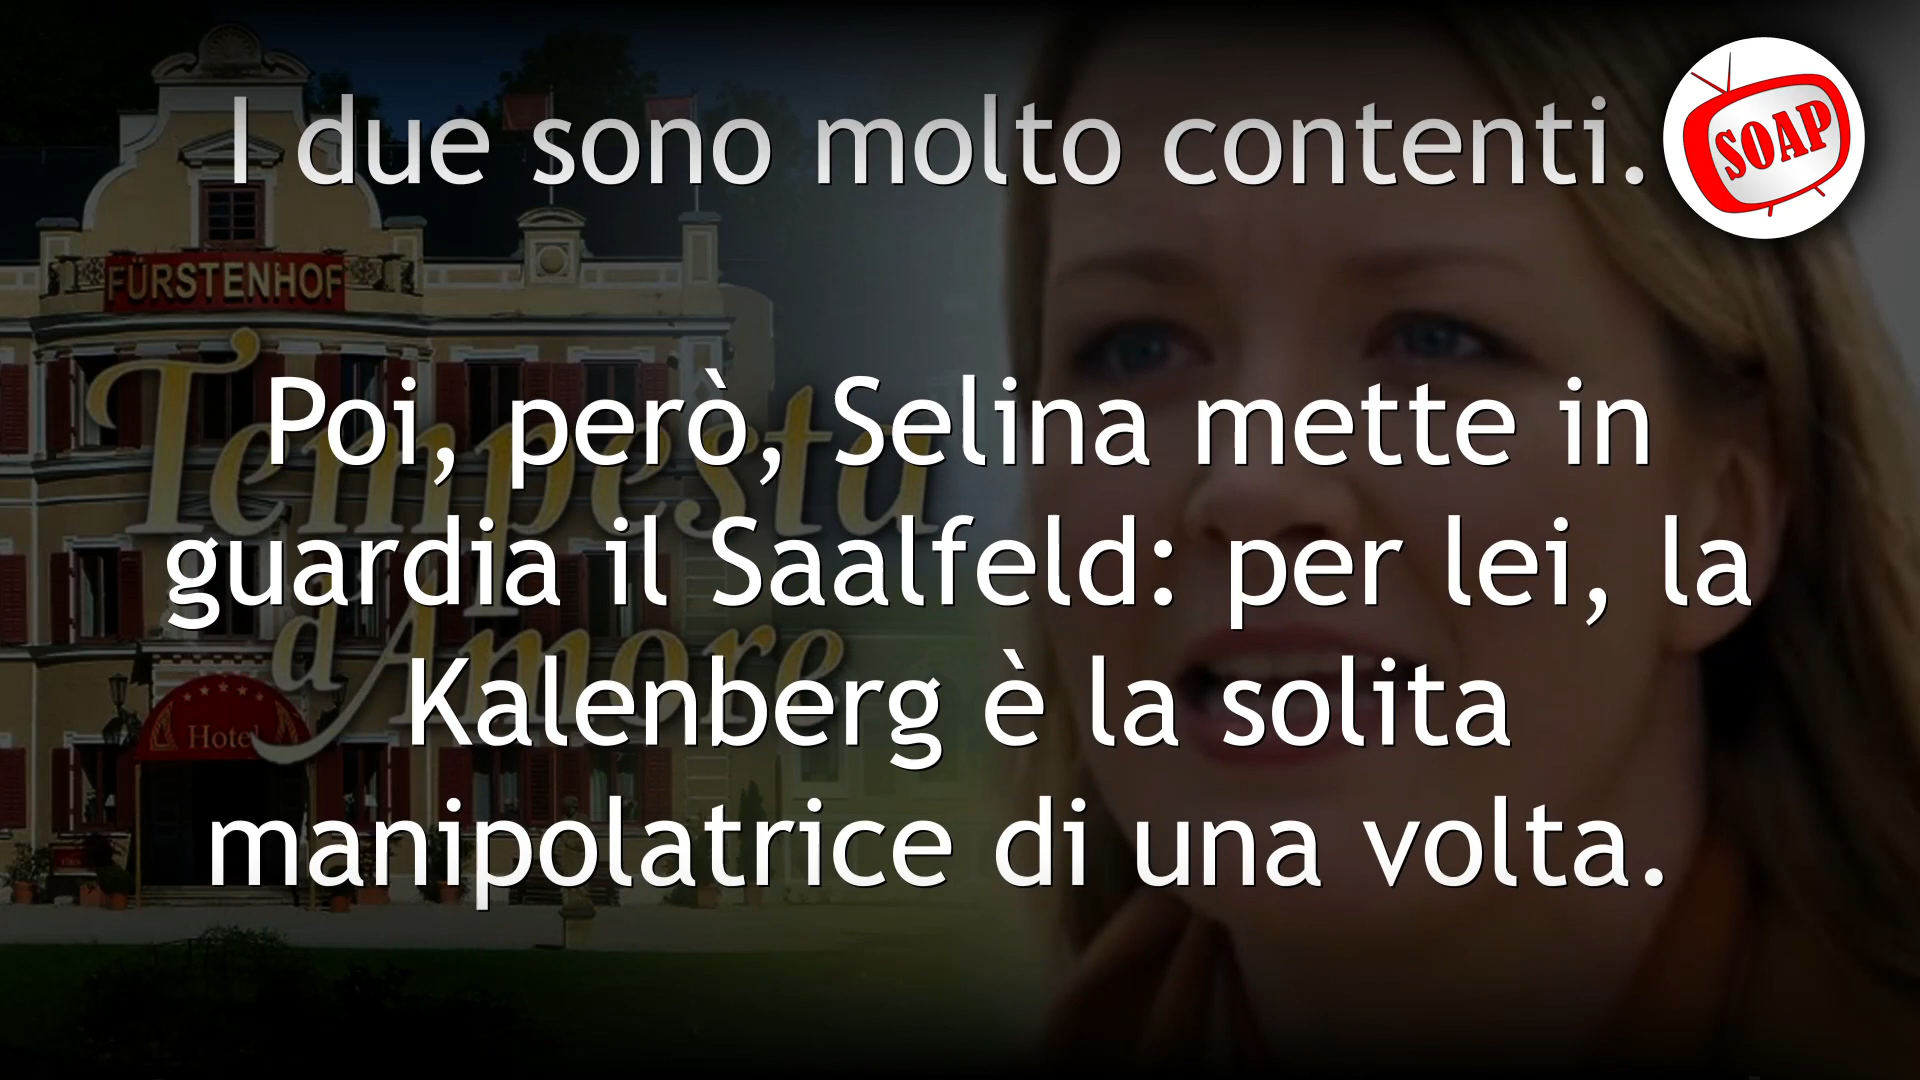 I due sono molto contenti.
SOAP
FÜRSTENHOF
Poi, però, Selina mette in
guardia il Saalfeld: per lei, la
Kalenberg è la solita
manipolatrice di una volta.
Tempesta
d'Amore
Hotel